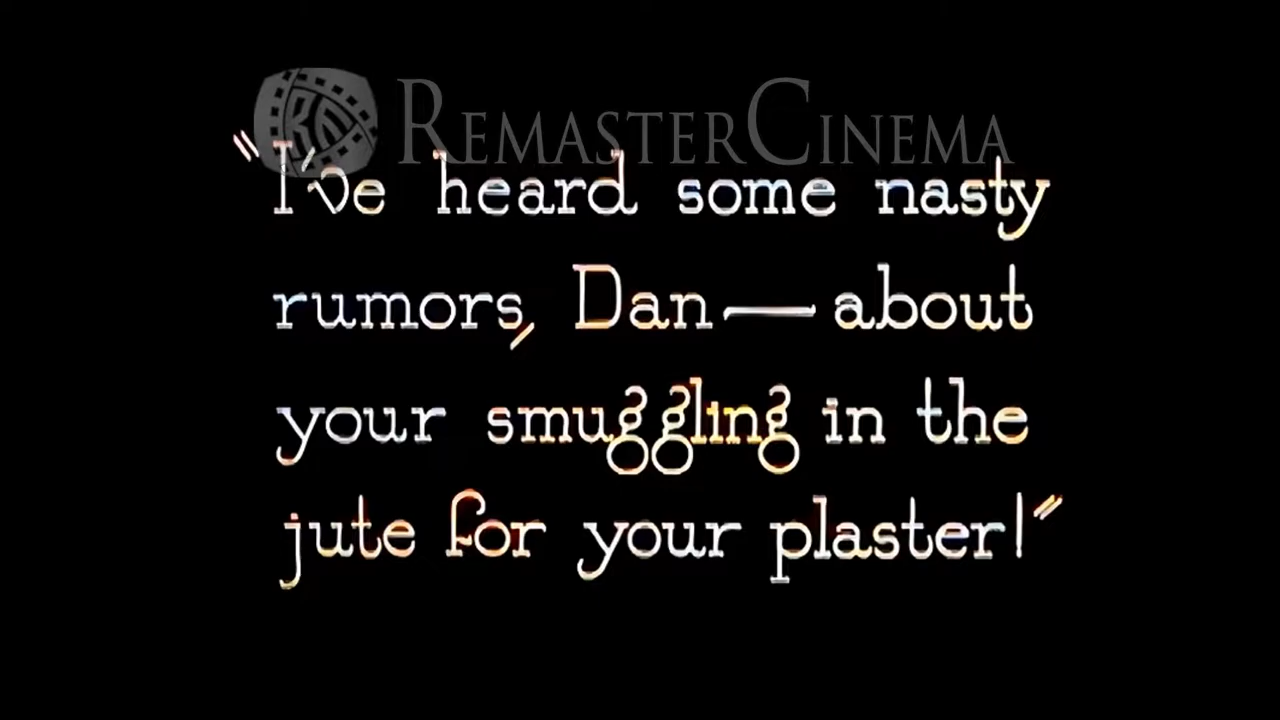 REMASTERCINEMA
"I've heard some nasty
rumors, Dan—about
your smuggling in the
jute for your plaster!"